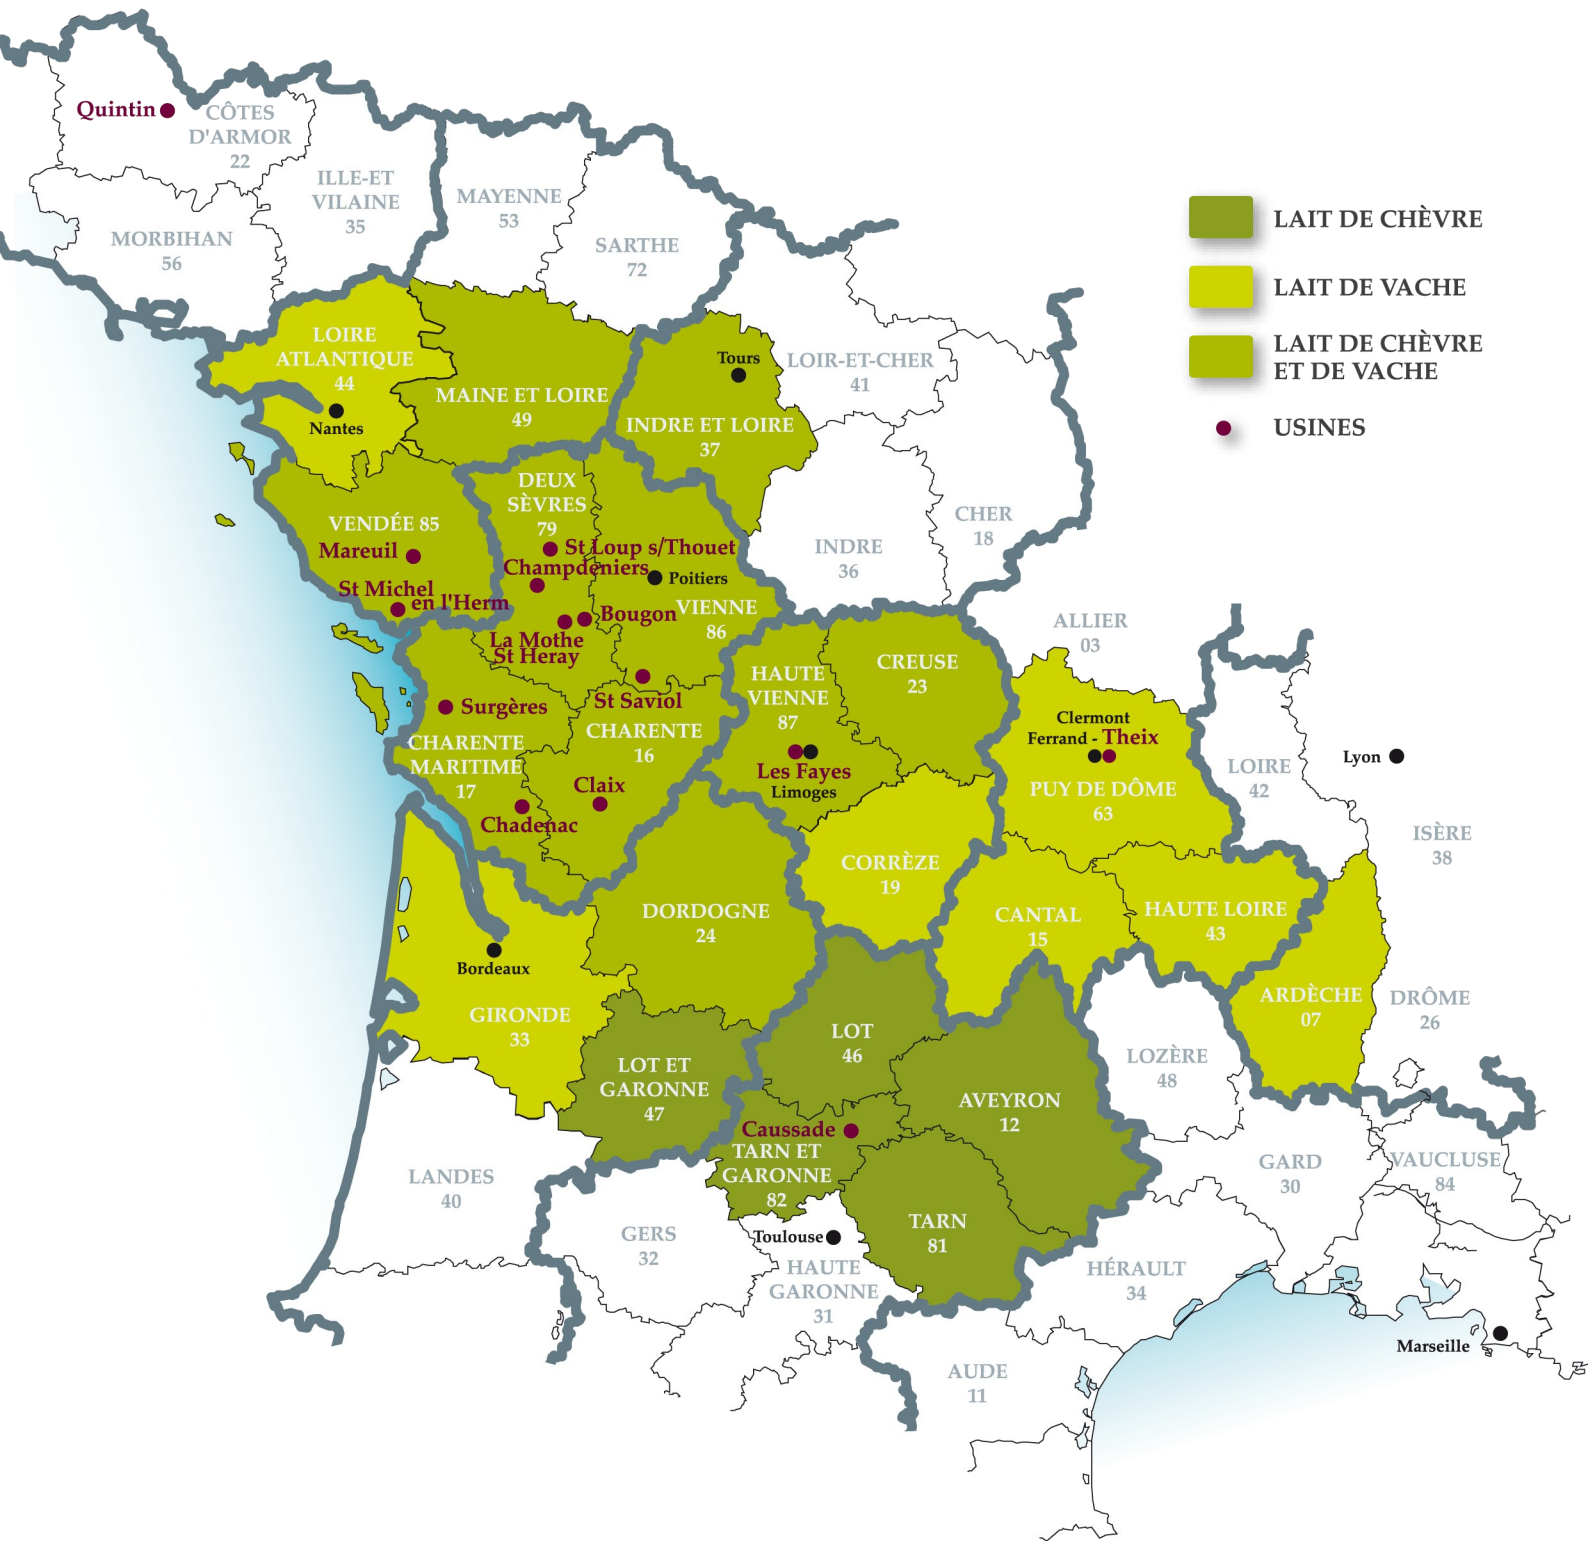 Quintin
CÔTES
D'ARMOR
22
ILLE-ET
VILAINE
35
MAYENNE
53
MORBIHAN
56
SARTHE
72
LAIT DE CHÈVRE
LAIT DE VACHE
LAIT DE CHÈVRE
ET DE VACHE
USINES
LOIRE
ATLANTIQUE
44
Nantes
MAINE ET LOIRE
49
Tours
INDRE ET LOIRE
37
LOIR-ET-CHER
41
DEUX
SÈVRES
79
VENDÉE 85
Mareuil
St Michel
en l'Herm
St Loup s/Thouet
Champdeniers
Poitiers
Bougon
VIENNE
86
La Mothe
St Heray
St Saviol
INDRE
36
CHER
18
ALLIER
03
Surgères
CHARENTE
MARITIME
17
CHARENTE
16
Claix
Chadenac
HAUTE
VIENNE
87
Les Fayes
Limoges
CREUSE
23
Clermont
Ferrand - Theix
PUY DE DÔME
63
LOIRE
42
Lyon
ISÈRE
38
CORRÈZE
19
DORDOGNE
24
CANTAL
15
HAUTE LOIRE
43
Bordeaux
GIRONDE
33
ARDÈCHE
07
DRÔME
26
LOT
46
LOT ET
GARONNE
47
LOZÈRE
48
AVEYRON
12
Caussade
TARN ET
GARONNE
82
LANDES
40
GERS
32
Toulouse
HAUTE
GARONNE
31
TARN
81
GARD
30
VAUCLUSE
84
HÉRAULT
34
Marseille
AUDE
11